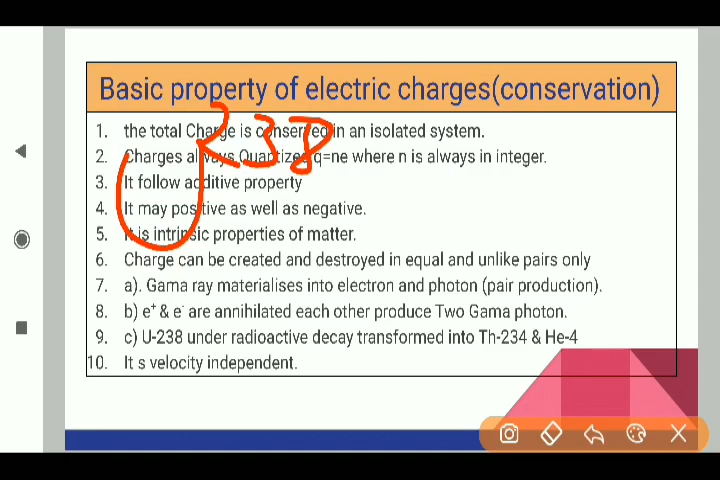 Basic property of electric charges(conservation)
1. the total Charge is conserved in an isolated system.
2. Charges always Quantized q=ne where n is always in integer.
3. It follow additive property
4. It may positive as well as negative.
5. It is intrinsic properties of matter.
6. Charge can be created and destroyed in equal and unlike pairs only
7. a). Gama ray materialises into electron and photon (pair production).
8. b) e⁺ & e⁻ are annihilated each other produce Two Gama photon.
9. c) U-238 under radioactive decay transformed into Th-234 & He-4
10. It s velocity independent.
U 238